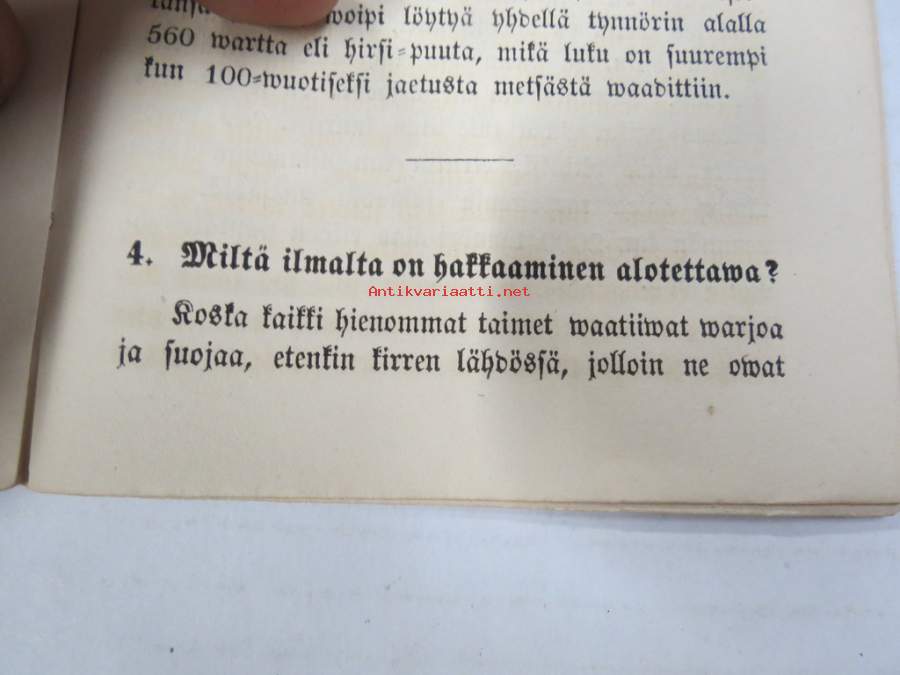 woipi löytyä yhdellä tynnörin alalla
560 wartta eli hirsi-puuta, mikä luku on suurempi
kun 100-wuotiseksi jaetusta metsästä waadittiin.
4. Miltä ilmalta on hakkaaminen alotettawa?
Antikvariaatti.net
Koska kaikki hienommat taimet waatiiwat warjoa
ja suojaa, etenkin kirren lähdössä, jolloin ne owat